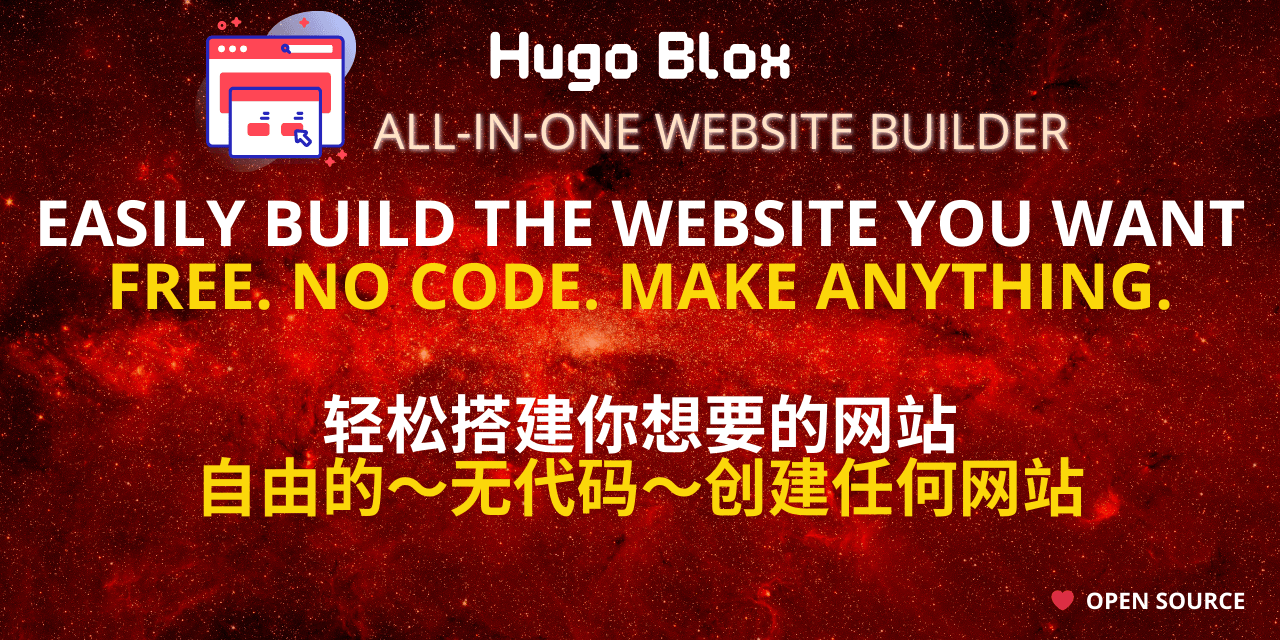 Hugo Blox
ALL-IN-ONE WEBSITE BUILDER
EASILY BUILD THE WEBSITE YOU WANT
FREE. NO CODE. MAKE ANYTHING.
轻松搭建你想要的网站
自由的～无代码～创建任何网站
OPEN SOURCE